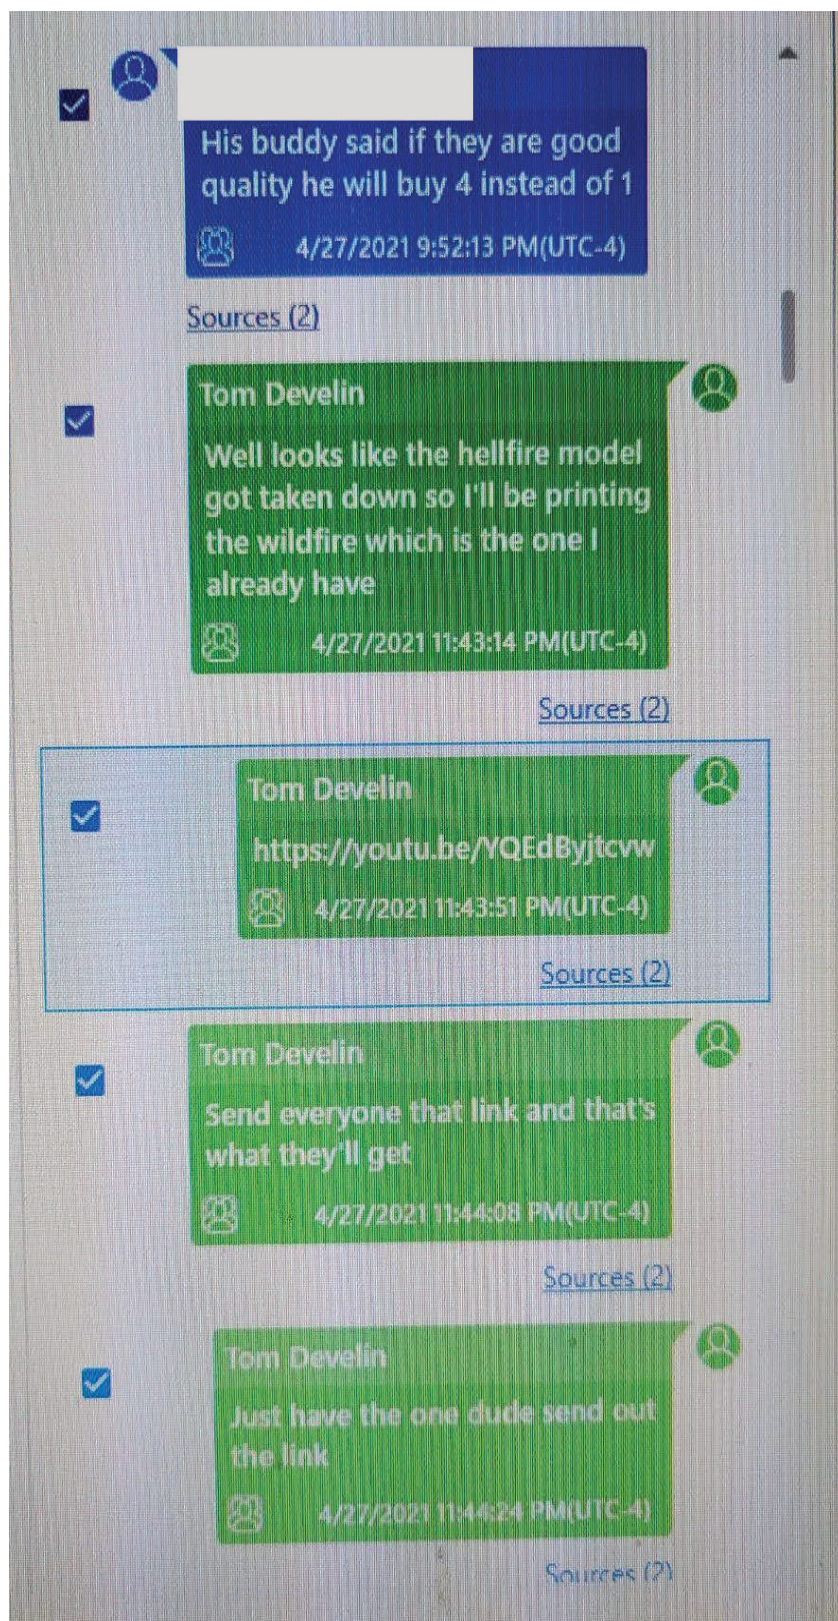 His buddy said if they are good
quality he will buy 4 instead of 1
4/27/2021 9:52:13 PM(UTC-4)
Sources (2)
Tom Develin
Well looks like the hellfire model
got taken down so I'll be printing
the wildfire which is the one I
already have
4/27/2021 11:43:14 PM(UTC-4)
Sources (2)
Tom Develin
https://youtu.be/YQEdByjtcvw
4/27/2021 11:43:51 PM(UTC-4)
Sources (2)
Tom Develin
Send everyone that link and that's
what they'll get
4/27/2021 11:44:08 PM(UTC-4)
Sources (2)
Tom Develin
Just have the one dude send out
the link
4/27/2021 11:44:24 PM(UTC-4)
Sources (2)